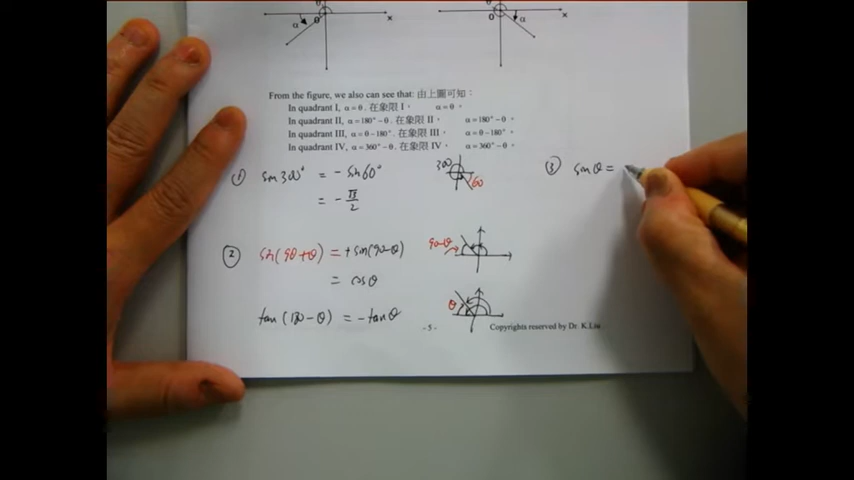 α θ x
θ α
From the figure, we also can see that: 由上圖可知:
In quadrant I, α = θ. 在象限 I, α = θ。
In quadrant II, α = 180° − θ. 在象限 II, α = 180° − θ。
In quadrant III, α = θ − 180°. 在象限 III, α = θ − 180°。
In quadrant IV, α = 360° − θ. 在象限 IV, α = 360° − θ。
① sin 300° = − sin 60° 300 60
= − √3/2
② sin(90+θ) = + sin(90−θ) 90−θ
= cos θ
tan (180 − θ) = − tan θ θ
③ sin θ =
- 5 - Copyrights reserved by Dr. K.Liu